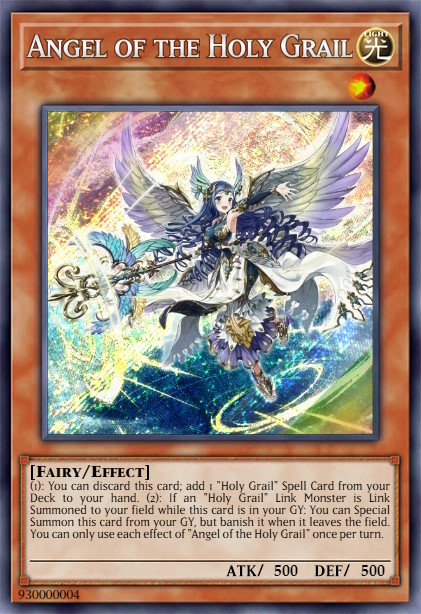 ANGEL OF THE HOLY GRAIL
LIGHT
光
[FAIRY/EFFECT]
(1): You can discard this card; add 1 "Holy Grail" Spell Card from your
Deck to your hand. (2): If an "Holy Grail" Link Monster is Link
Summoned to your field while this card is in your GY: You can Special
Summon this card from your GY, but banish it when it leaves the field.
You can only use each effect of "Angel of the Holy Grail" once per turn.
ATK/ 500 DEF/ 500
930000004